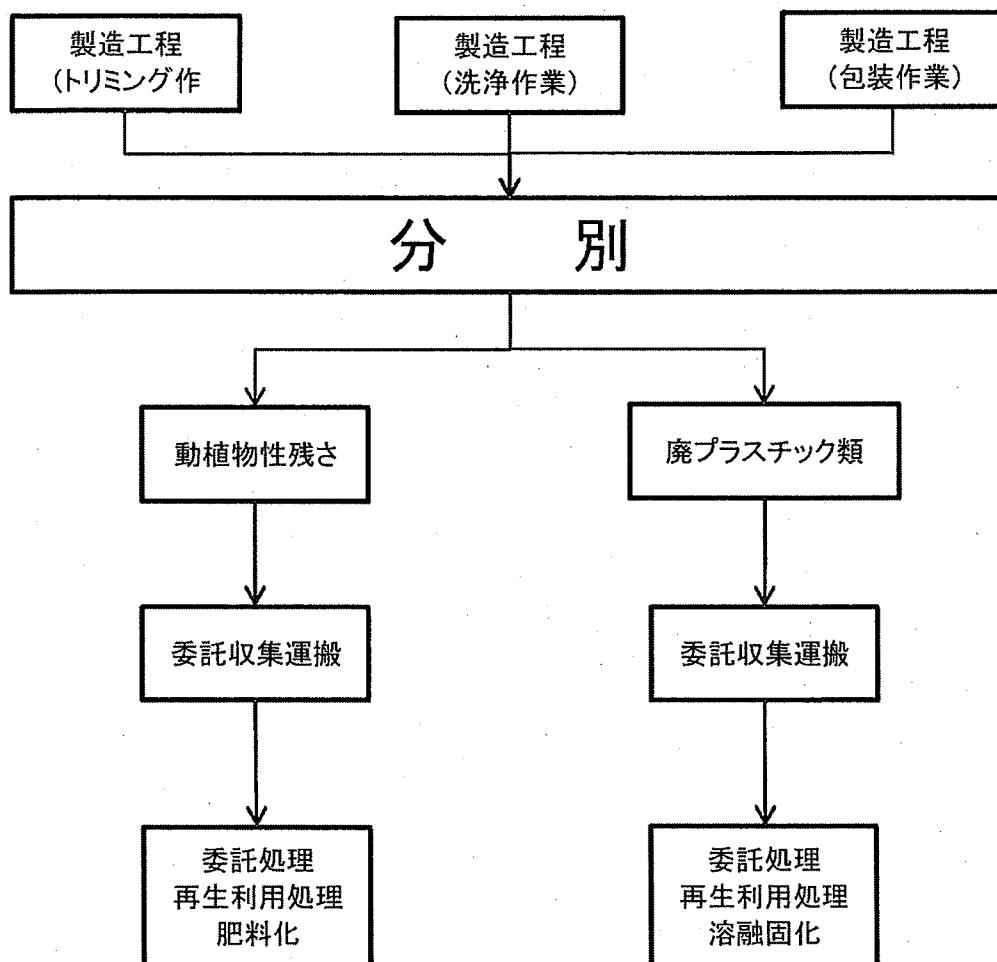 製造工程
(トリミング作
製造工程
(洗浄作業)
製造工程
(包装作業)
分 別
動植物性残さ
廃プラスチック類
委託収集運搬
委託収集運搬
委託処理
再生利用処理
肥料化
委託処理
再生利用処理
溶融固化